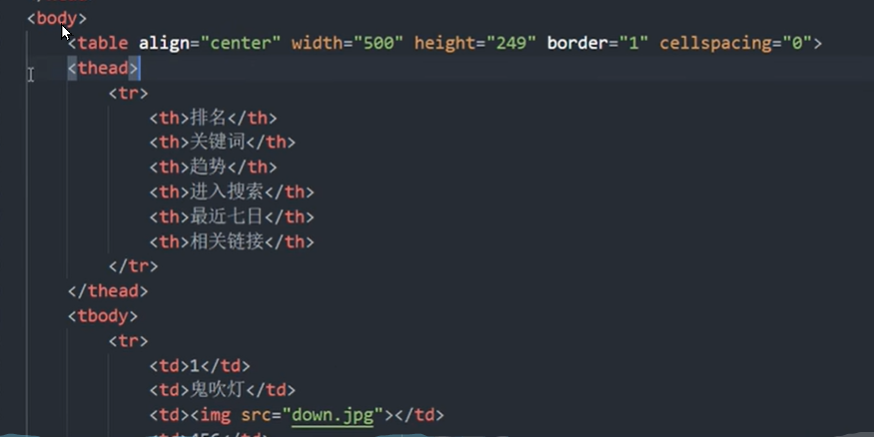 <body>
<table align="center" width="500" height="249" border="1" cellspacing="0">
<thead>
<tr>
<th>排名</th>
<th>关键词</th>
<th>趋势</th>
<th>进入搜索</th>
<th>最近七日</th>
<th>相关链接</th>
</tr>
</thead>
<tbody>
<tr>
<td>1</td>
<td>鬼吹灯</td>
<td><img src="down.jpg"></td>